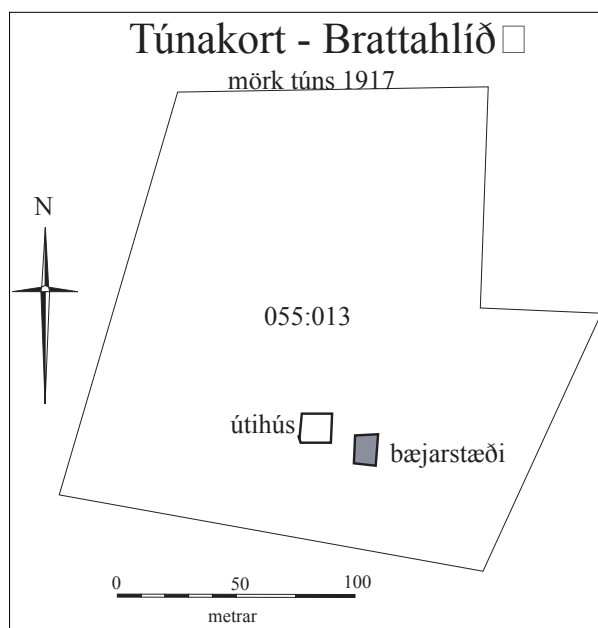 Túnakort - Brattahlíð
mörk túns 1917
N
055:013
útihús
bæjarstæði
0 50 100
metrar